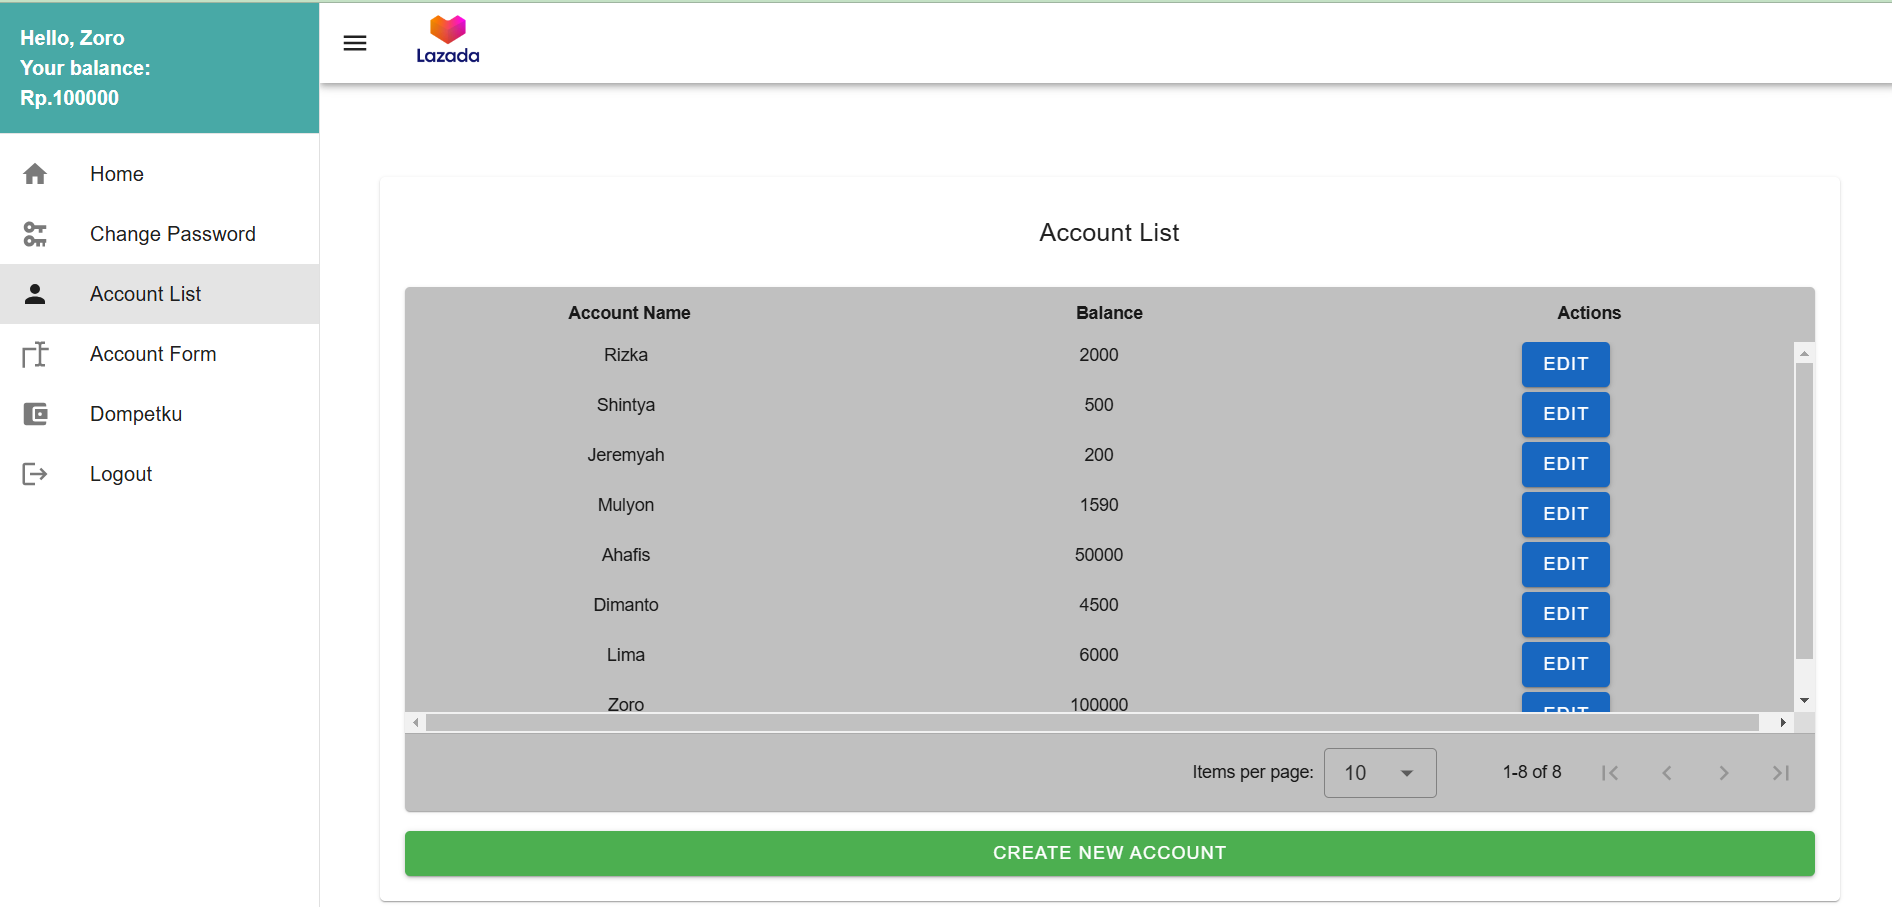 Hello, Zoro
Your balance:
Rp.100000
Lazada
Home
Change Password
Account List
Account Form
Dompetku
Logout
Account List
Account Name Balance Actions
Rizka 2000 EDIT
Shintya 500 EDIT
Jeremyah 200 EDIT
Mulyon 1590 EDIT
Ahafis 50000 EDIT
Dimanto 4500 EDIT
Lima 6000 EDIT
Zoro 100000 EDIT
Items per page: 10 1-8 of 8
CREATE NEW ACCOUNT